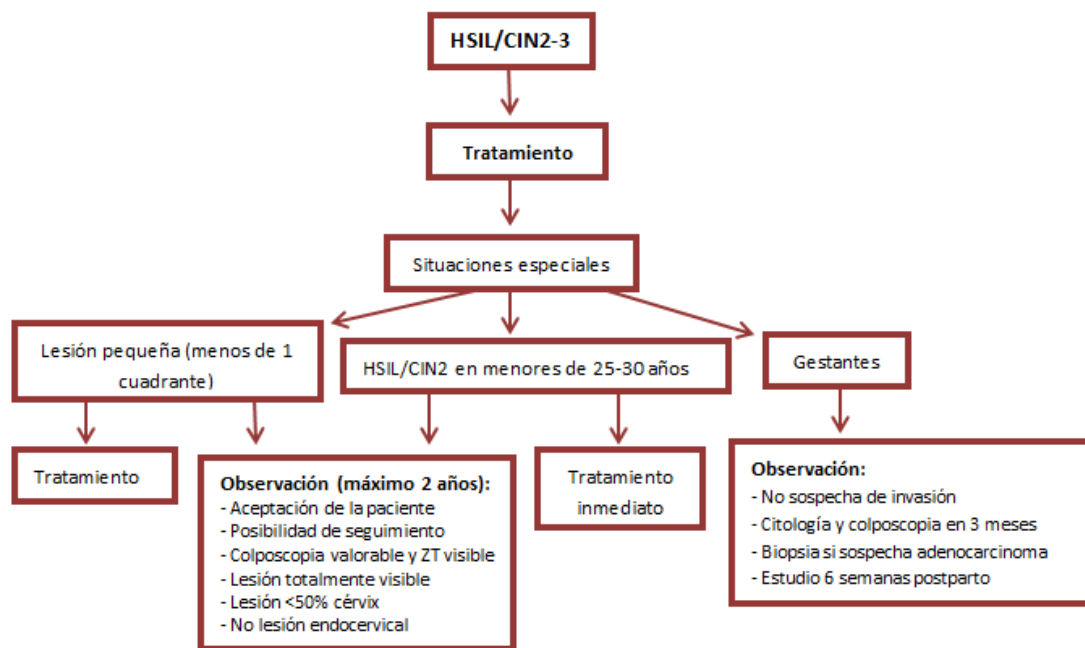 HSIL/CIN2-3
Tratamiento
Situaciones especiales
Lesión pequeña (menos de 1
cuadrante)
HSIL/CIN2 en menores de 25-30 años
Gestantes
Tratamiento
Observación (máximo 2 años):
- Aceptación de la paciente
- Posibilidad de seguimiento
- Colposcopia valorable y ZT visible
- Lesión totalmente visible
- Lesión <50% cérvix
- No lesión endocervical
Tratamiento
inmediato
Observación:
- No sospecha de invasión
- Citología y colposcopia en 3 meses
- Biopsia si sospecha adenocarcinoma
- Estudio 6 semanas postparto